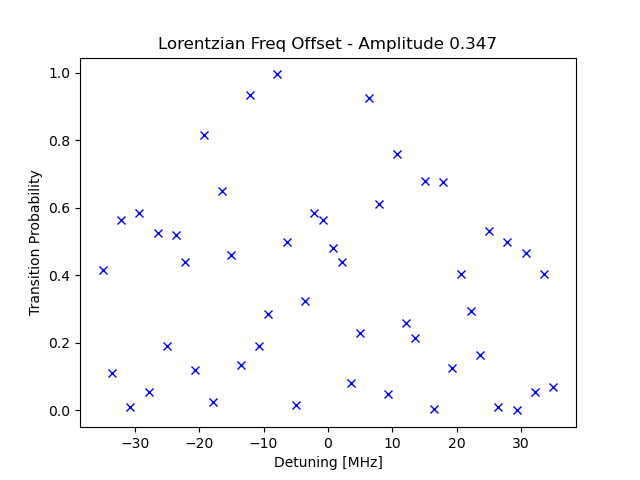 Lorentzian Freq Offset - Amplitude 0.347
1.0
0.8
0.6
0.4
0.2
0.0
Transition Probability
−30 −20 −10 0 10 20 30
Detuning [MHz]